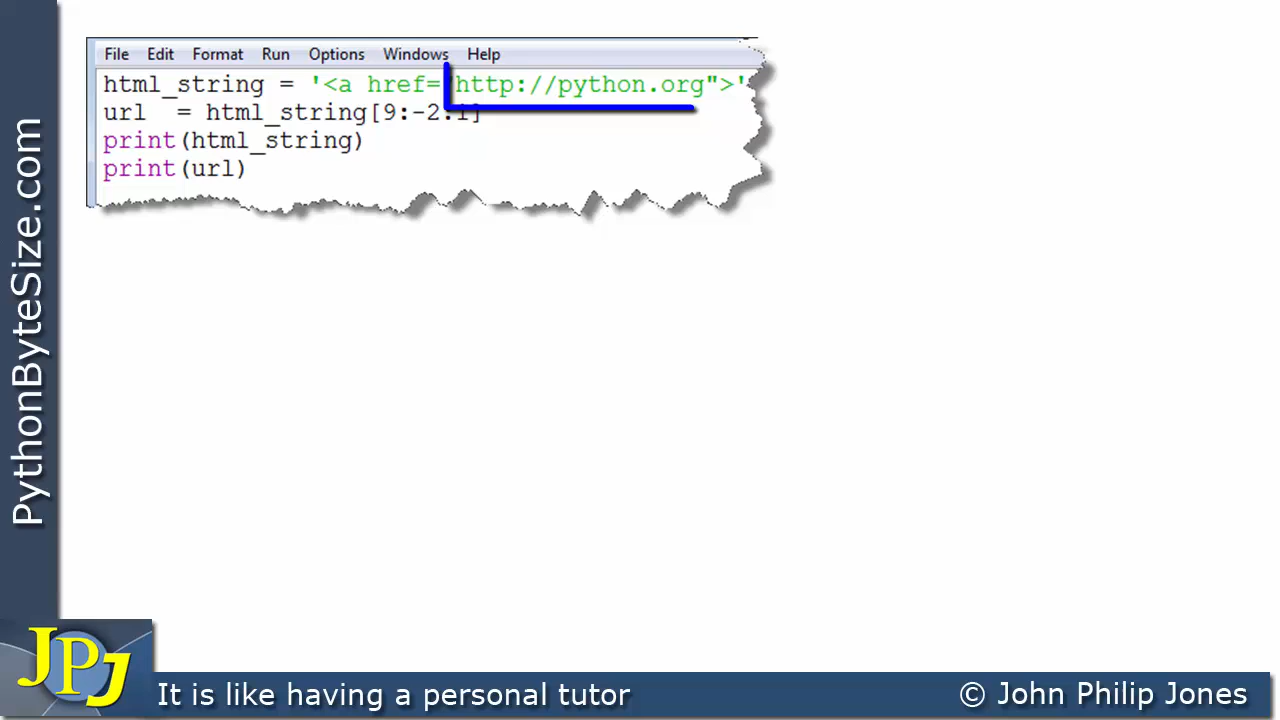 File Edit Format Run Options Windows Help
html_string = '<a href="http://python.org">'
url = html_string[9:-2:1]
print(html_string)
print(url)
PythonByteSize.com
JPJ
It is like having a personal tutor
© John Philip Jones